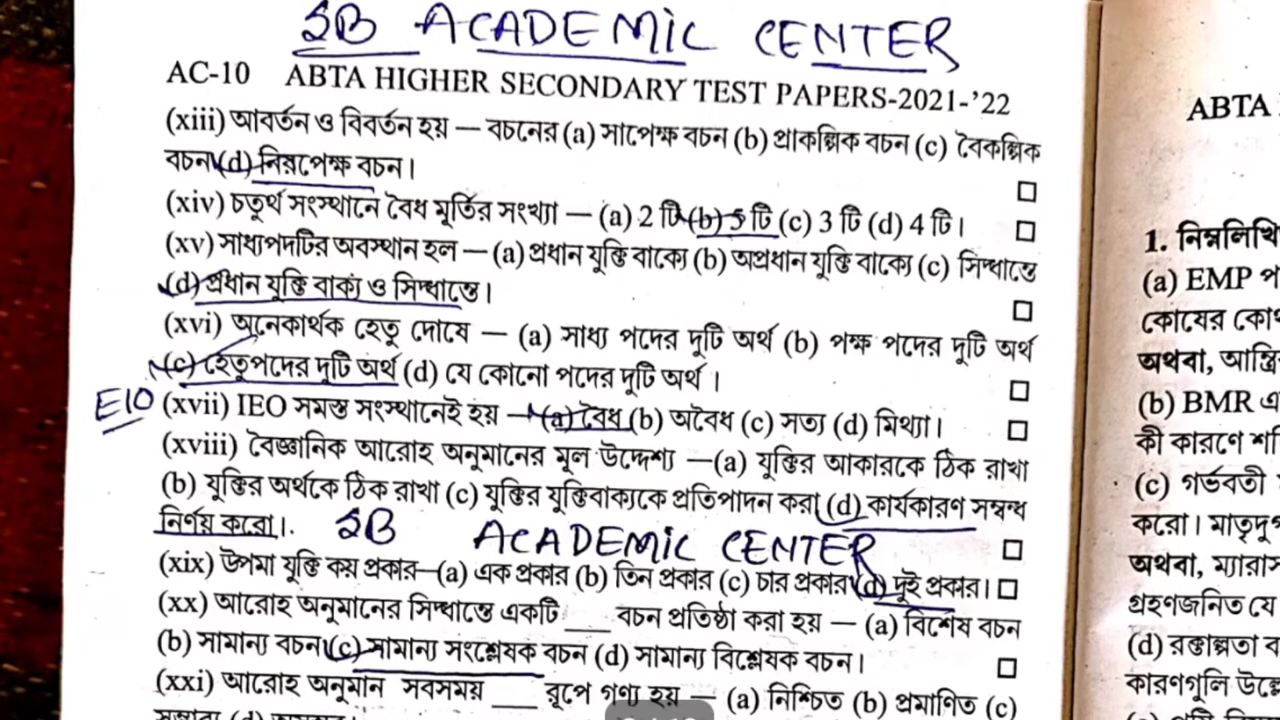 SB ACADEMIC CENTER
AC-10 ABTA HIGHER SECONDARY TEST PAPERS-2021-'22
(xiii) আবর্তন ও বিবর্তন হয় — বচনের (a) সাপেক্ষ বচন (b) প্রাকল্পিক বচন (c) বৈকল্পিক
বচন (d) নিরপেক্ষ বচন।
(xiv) চতুর্থ সংস্থানে বৈধ মূর্তির সংখ্যা — (a) 2 টি (b) 5 টি (c) 3 টি (d) 4 টি।
(xv) সাধ্যপদটির অবস্থান হল — (a) প্রধান যুক্তি বাক্যে (b) অপ্রধান যুক্তি বাক্যে (c) সিদ্ধান্তে
(d) প্রধান যুক্তি বাক্য ও সিদ্ধান্তে।
(xvi) অনেকার্থক হেতু দোষে — (a) সাধ্য পদের দুটি অর্থ (b) পক্ষ পদের দুটি অর্থ
(c) হেতুপদের দুটি অর্থ (d) যে কোনো পদের দুটি অর্থ।
E10 (xvii) IEO সমস্ত সংস্থানেই হয় — (a) বৈধ (b) অবৈধ (c) সত্য (d) মিথ্যা।
(xviii) বৈজ্ঞানিক আরোহ অনুমানের মূল উদ্দেশ্য —(a) যুক্তির আকারকে ঠিক রাখা
(b) যুক্তির অর্থকে ঠিক রাখা (c) যুক্তির যুক্তিবাক্যকে প্রতিপাদন করা (d) কার্যকারণ সম্বন্ধ
নির্ণয় করো।
SB ACADEMIC CENTER
(xix) উপমা যুক্তি কয় প্রকার—(a) এক প্রকার (b) তিন প্রকার (c) চার প্রকার (d) দুই প্রকার।
(xx) আরোহ অনুমানের সিদ্ধান্তে একটি ___ বচন প্রতিষ্ঠা করা হয় — (a) বিশেষ বচন
(b) সামান্য বচন (c) সামান্য সংশ্লেষক বচন (d) সামান্য বিশ্লেষক বচন।
(xxi) আরোহ অনুমান সবসময় ___ রূপে গণ্য হয় — (a) নিশ্চিত (b) প্রমাণিত (c)
ABTA
1. নিম্নলিখি
(a) EMP প
কোষের কো
অথবা, আন্ত্রি
(b) BMR এ
কী কারণে শ
(c) গর্ভবতী
করো। মাতৃদু
অথবা, ম্যারাস
গ্রহণজনিত যে
(d) রক্তাল্পতা ব
কারণগুলি উল্লে